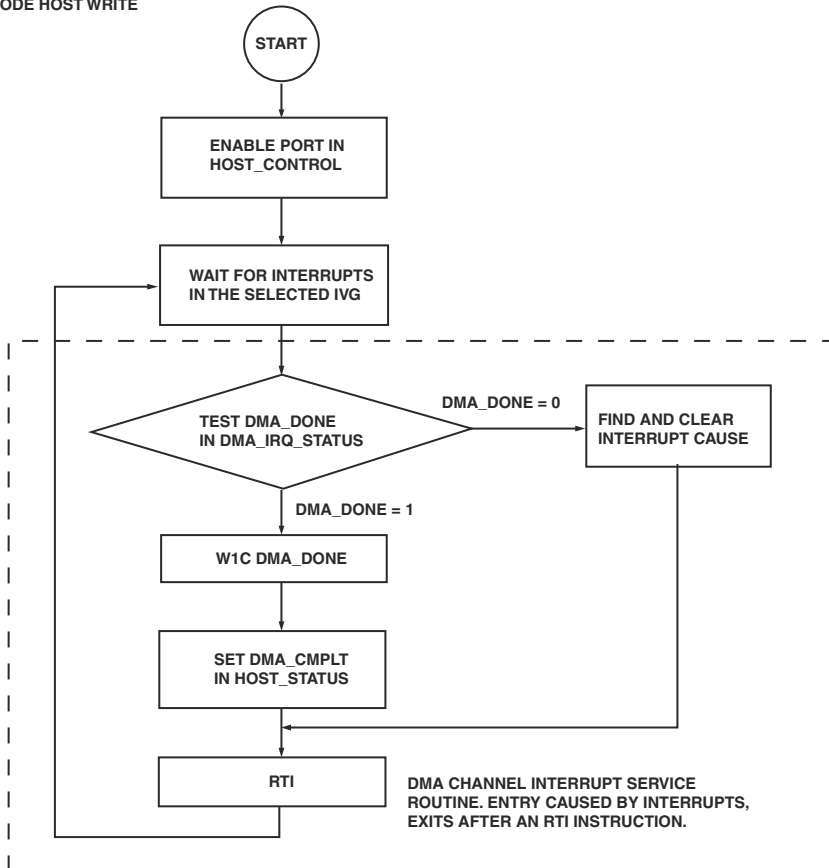 ODE HOST WRITE
START
ENABLE PORT IN
HOST_CONTROL
WAIT FOR INTERRUPTS
IN THE SELECTED IVG
TEST DMA_DONE
IN DMA_IRQ_STATUS
DMA_DONE = 0
FIND AND CLEAR
INTERRUPT CAUSE
DMA_DONE = 1
W1C DMA_DONE
SET DMA_CMPLT
IN HOST_STATUS
RTI
DMA CHANNEL INTERRUPT SERVICE
ROUTINE. ENTRY CAUSED BY INTERRUPTS,
EXITS AFTER AN RTI INSTRUCTION.